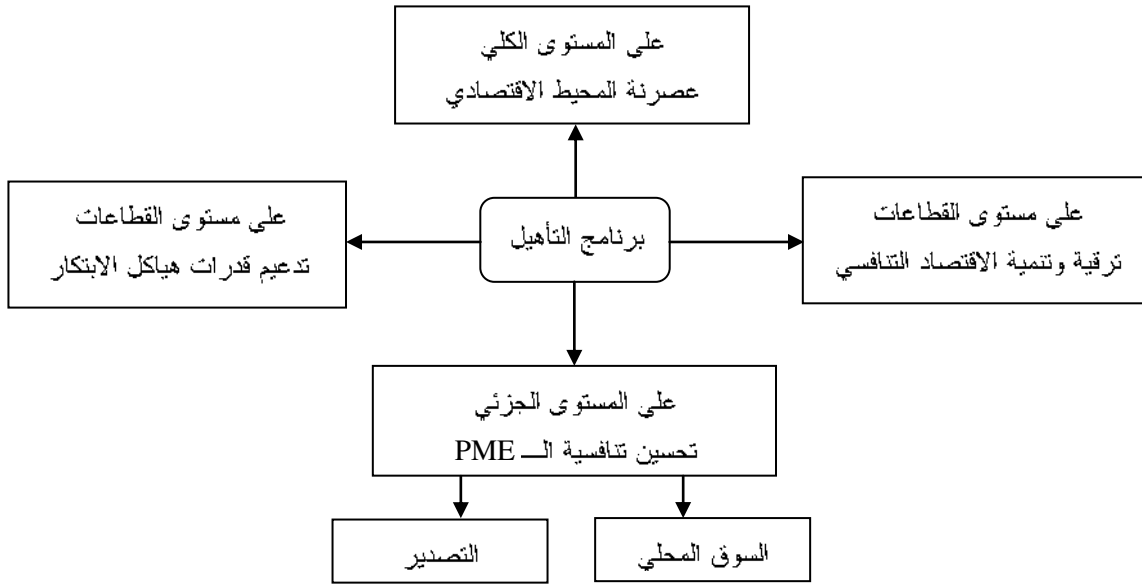 على المستوى الكلي
عصرنة المحيط الاقتصادي
على مستوى القطاعات
ترقية وتنمية الاقتصاد التنافسي
برنامج التأهيل
على مستوى القطاعات
تدعيم قدرات هياكل الابتكار
على المستوى الجزئي
تحسين تنافسية الـــ PME
السوق المحلي
التصدير